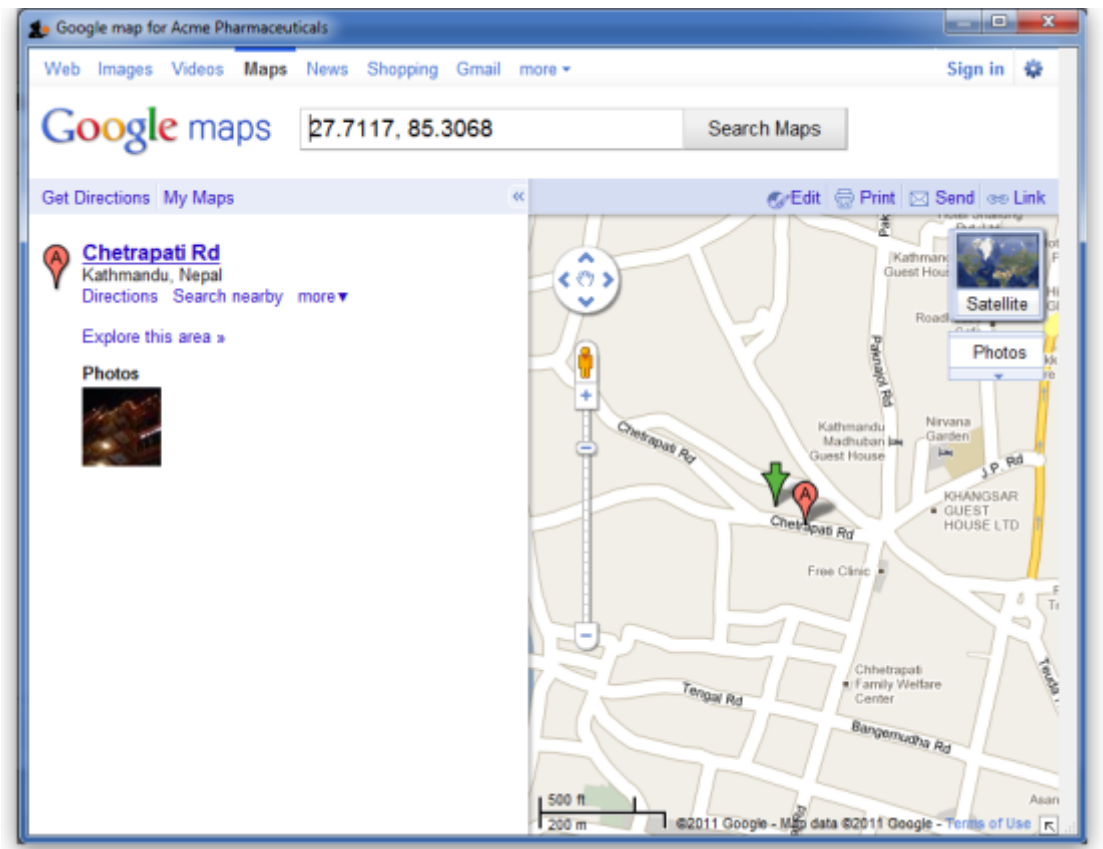 Google map for Acme Pharmaceuticals
Web Images Videos Maps News Shopping Gmail more
Sign in
Google maps
27.7117, 85.3068
Search Maps
Get Directions My Maps
«
Edit Print Send Link
A
Chetrapati Rd
Kathmandu, Nepal
Directions Search nearby more▼
Explore this area »
Photos
Satellite
Photos
Guest
Paknajol Rd
Kathmandu
Madhuban
Guest House
Nirvana
Garden
J.P. Rd
Chetrapati Rd
KHANGSAR
GUEST
HOUSE LTD
A
Chetrapati Rd
Free Clinic
Chhetrapati
Family Welfare
Center
Tengal Rd
Bangemudha Rd
Asan
500 ft
200 m
©2011 Google - Map data ©2011 Google - Terms of Use